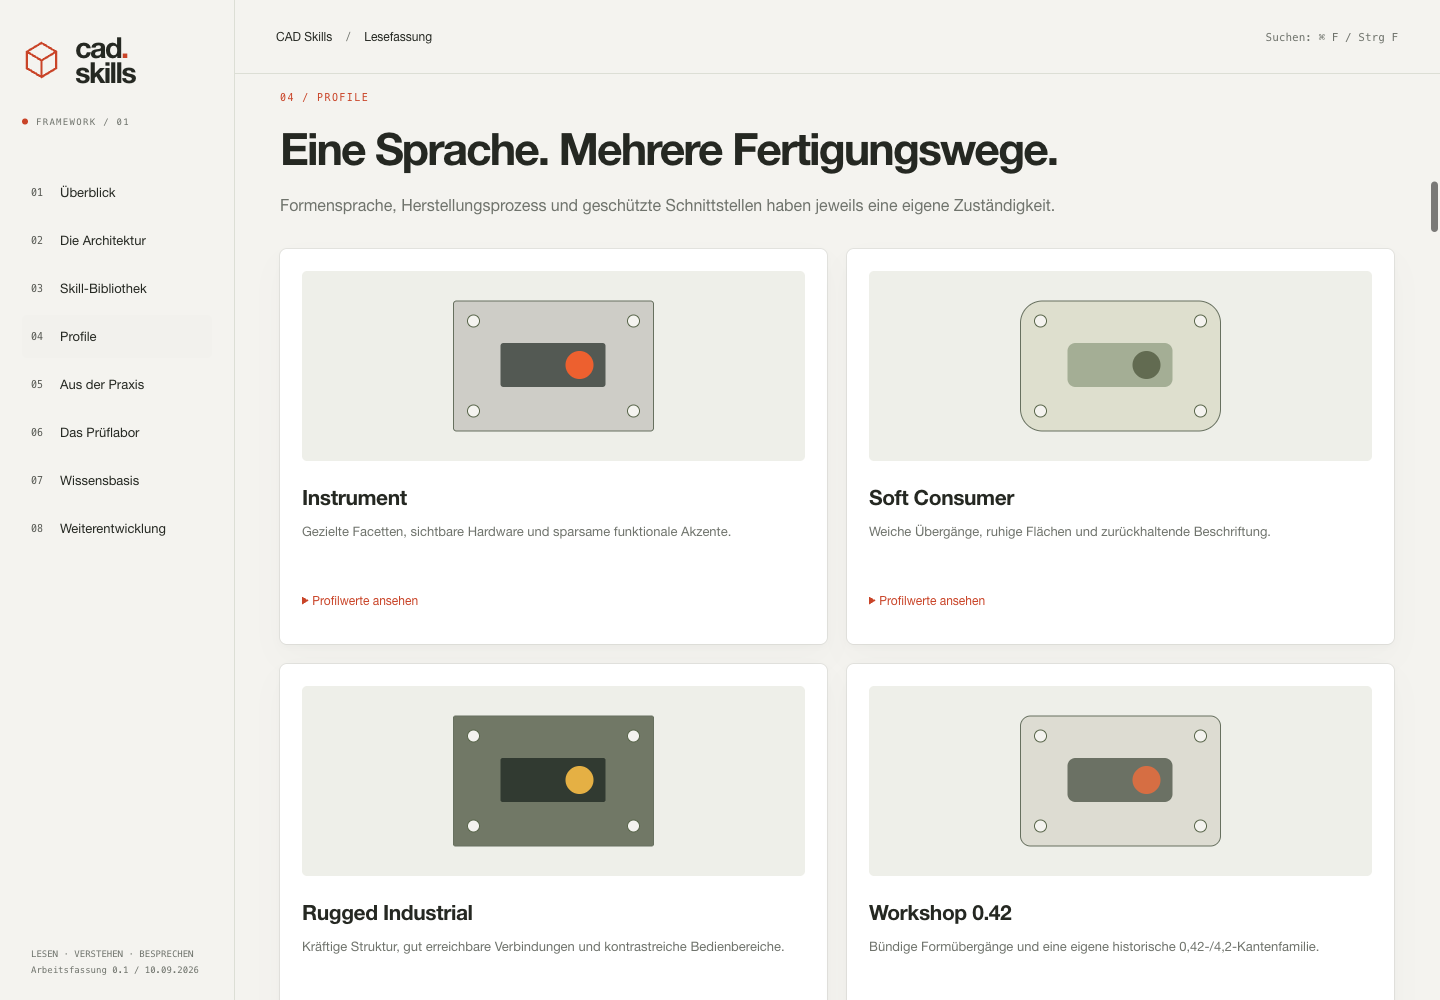 cad.
skills
FRAMEWORK / 01
01 Überblick
02 Die Architektur
03 Skill-Bibliothek
04 Profile
05 Aus der Praxis
06 Das Prüflabor
07 Wissensbasis
08 Weiterentwicklung
LESEN · VERSTEHEN · BESPRECHEN
Arbeitsfassung 0.1 / 10.09.2026
CAD Skills / Lesefassung
Suchen: ⌘ F / Strg F
04 / PROFILE
Eine Sprache. Mehrere Fertigungswege.
Formensprache, Herstellungsprozess und geschützte Schnittstellen haben jeweils eine eigene Zuständigkeit.
Instrument
Gezielte Facetten, sichtbare Hardware und sparsame funktionale Akzente.
Profilwerte ansehen
Soft Consumer
Weiche Übergänge, ruhige Flächen und zurückhaltende Beschriftung.
Profilwerte ansehen
Rugged Industrial
Kräftige Struktur, gut erreichbare Verbindungen und kontrastreiche Bedienbereiche.
Workshop 0.42
Bündige Formübergänge und eine eigene historische 0,42-/4,2-Kantenfamilie.